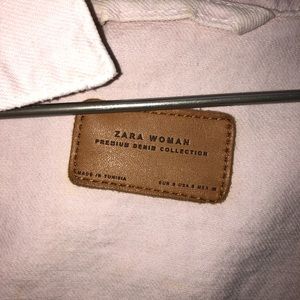 ZARA WOMAN
PREMIUM DENIM COLLECTION
MADE IN TUNISIA
EUR S USA S MEX